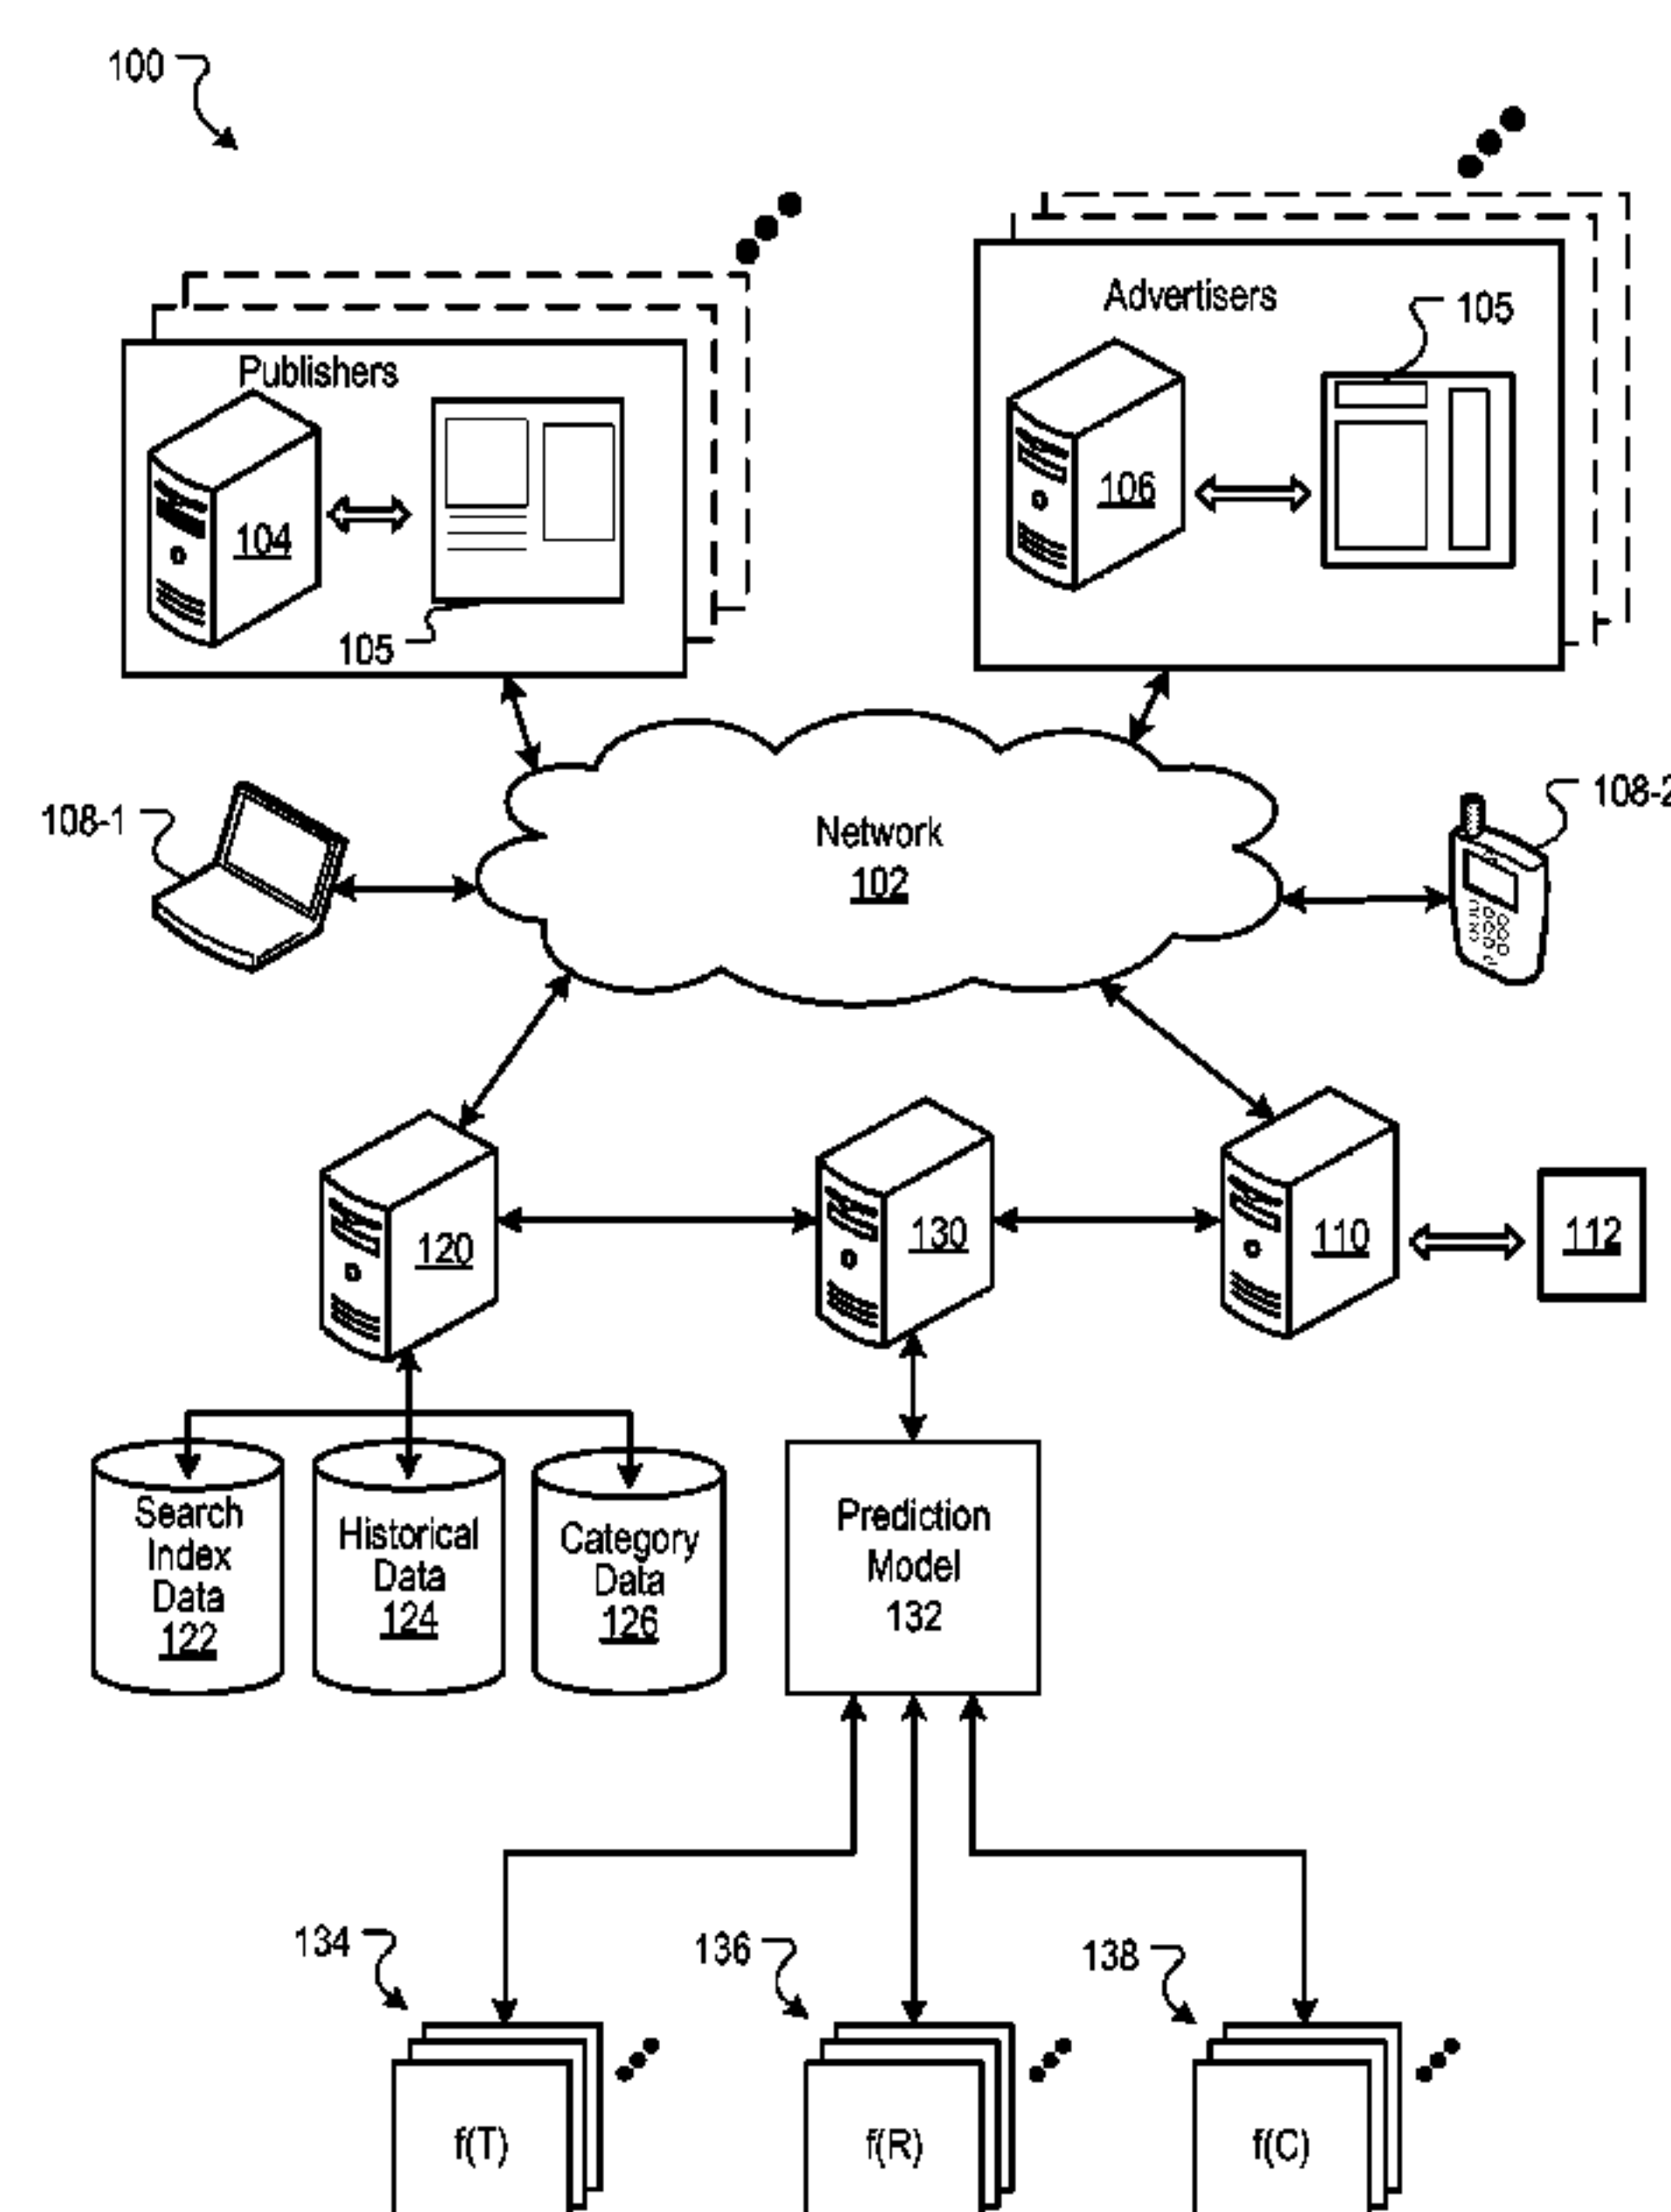 100
Publishers
104
105
Advertisers
105
106
108-1
Network
102
108-2
120
130
110
112
Search
Index
Data
122
Historical
Data
124
Category
Data
126
Prediction
Model
132
134
136
138
f(T)
f(R)
f(C)